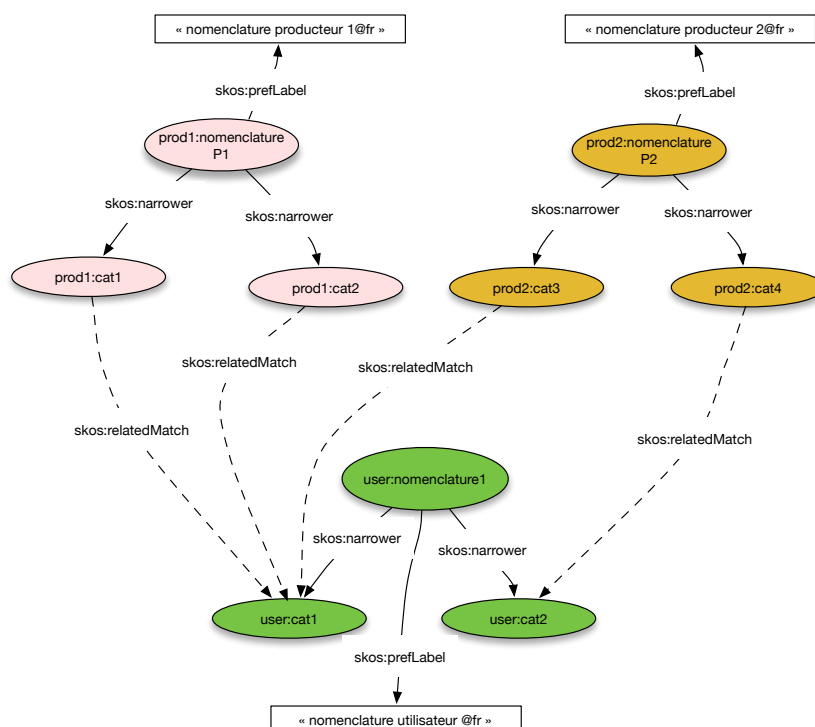 « nomenclature producteur 1@fr »
« nomenclature producteur 2@fr »
skos:prefLabel
skos:prefLabel
prod1:nomenclature
P1
prod2:nomenclature
P2
skos:narrower
skos:narrower
skos:narrower
skos:narrower
prod1:cat1
prod1:cat2
prod2:cat3
prod2:cat4
skos:relatedMatch
skos:relatedMatch
skos:relatedMatch
skos:relatedMatch
user:nomenclature1
skos:narrower
skos:narrower
user:cat1
user:cat2
skos:prefLabel
« nomenclature utilisateur @fr »